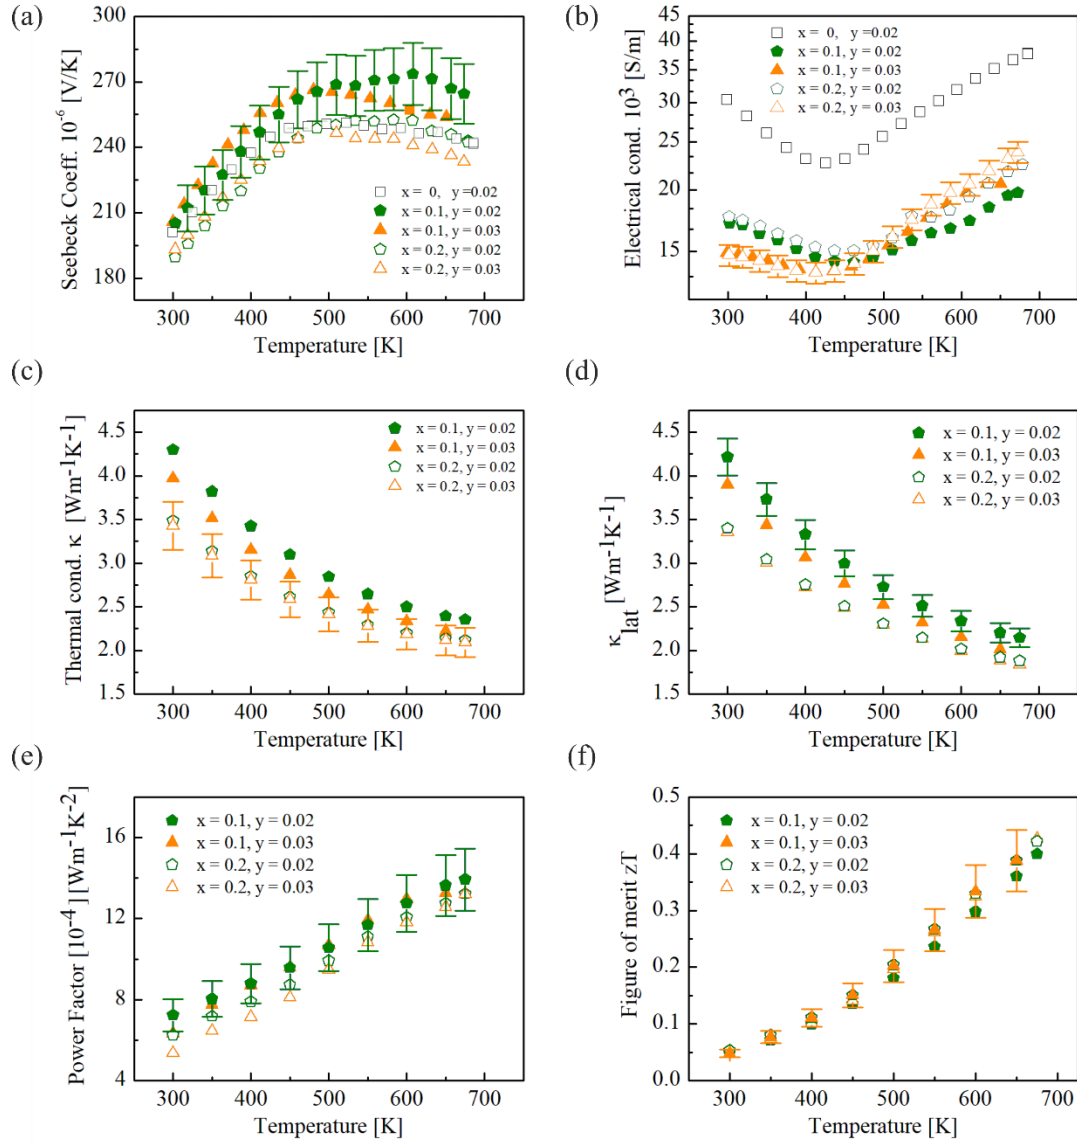 (a)
Seebeck Coeff. 10⁻⁶ [V/K]
300
270
240
210
180
x = 0, y =0.02
x = 0.1, y = 0.02
x = 0.1, y = 0.03
x = 0.2, y = 0.02
x = 0.2, y = 0.03
300 400 500 600 700
Temperature [K]
(b)
Electrical cond. 10³ [S/m]
45
40
35
30
25
20
15
x = 0, y =0.02
x = 0.1, y = 0.02
x = 0.1, y = 0.03
x = 0.2, y = 0.02
x = 0.2, y = 0.03
300 400 500 600 700
Temperature [K]
(c)
Thermal cond. κ [Wm⁻¹K⁻¹]
4.5
4.0
3.5
3.0
2.5
2.0
1.5
x = 0.1, y = 0.02
x = 0.1, y = 0.03
x = 0.2, y = 0.02
x = 0.2, y = 0.03
300 400 500 600 700
Temperature [K]
(d)
κlat [Wm⁻¹K⁻¹]
4.5
4.0
3.5
3.0
2.5
2.0
1.5
x = 0.1, y = 0.02
x = 0.1, y = 0.03
x = 0.2, y = 0.02
x = 0.2, y = 0.03
300 400 500 600 700
Temperature [K]
(e)
Power Factor [10⁻⁴] [Wm⁻¹K⁻²]
16
12
8
4
x = 0.1, y = 0.02
x = 0.1, y = 0.03
x = 0.2, y = 0.02
x = 0.2, y = 0.03
300 400 500 600 700
Temperature [K]
(f)
Figure of merit zT
0.5
0.4
0.3
0.2
0.1
0.0
x = 0.1, y = 0.02
x = 0.1, y = 0.03
x = 0.2, y = 0.02
x = 0.2, y = 0.03
300 400 500 600 700
Temperature [K]